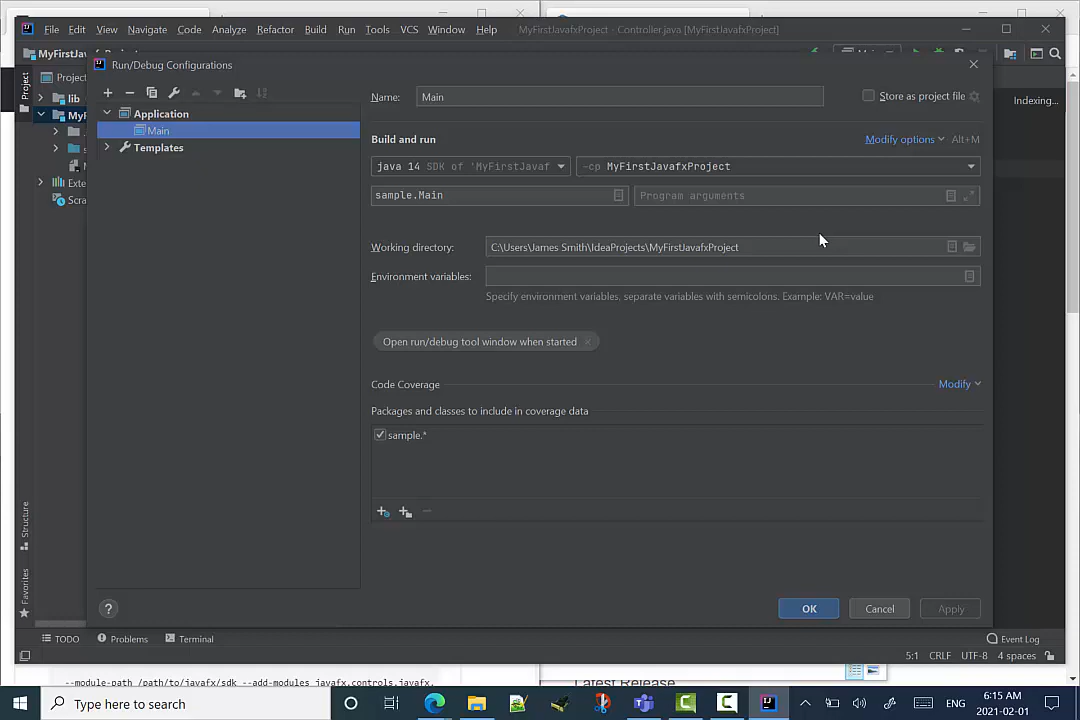 File Edit View Navigate Code Analyze Refactor Build Run Tools VCS Window Help MyFirstJavafxProject - Controller.java [MyFirstJavafxProject]
MyFirstJav
Run/Debug Configurations
Project
Project
lib
MyF
Exte
Scra
Indexing...
Application
Main
Templates
Name: Main
Store as project file
Build and run
Modify options Alt+M
java 14 SDK of 'MyFirstJavaf
-cp MyFirstJavafxProject
sample.Main
Program arguments
Working directory: C:\Users\James Smith\IdeaProjects\MyFirstJavafxProject
Environment variables:
Specify environment variables, separate variables with semicolons. Example: VAR=value
Open run/debug tool window when started
Code Coverage
Modify
Packages and classes to include in coverage data
sample.*
Structure
Favorites
?
OK
Cancel
Apply
TODO Problems Terminal
Event Log
5:1 CRLF UTF-8 4 spaces
--module-path /path/to/javafx/sdk --add-modules javafx.controls,javafx.
Latest Release
Type here to search
ENG
6:15 AM
2021-02-01